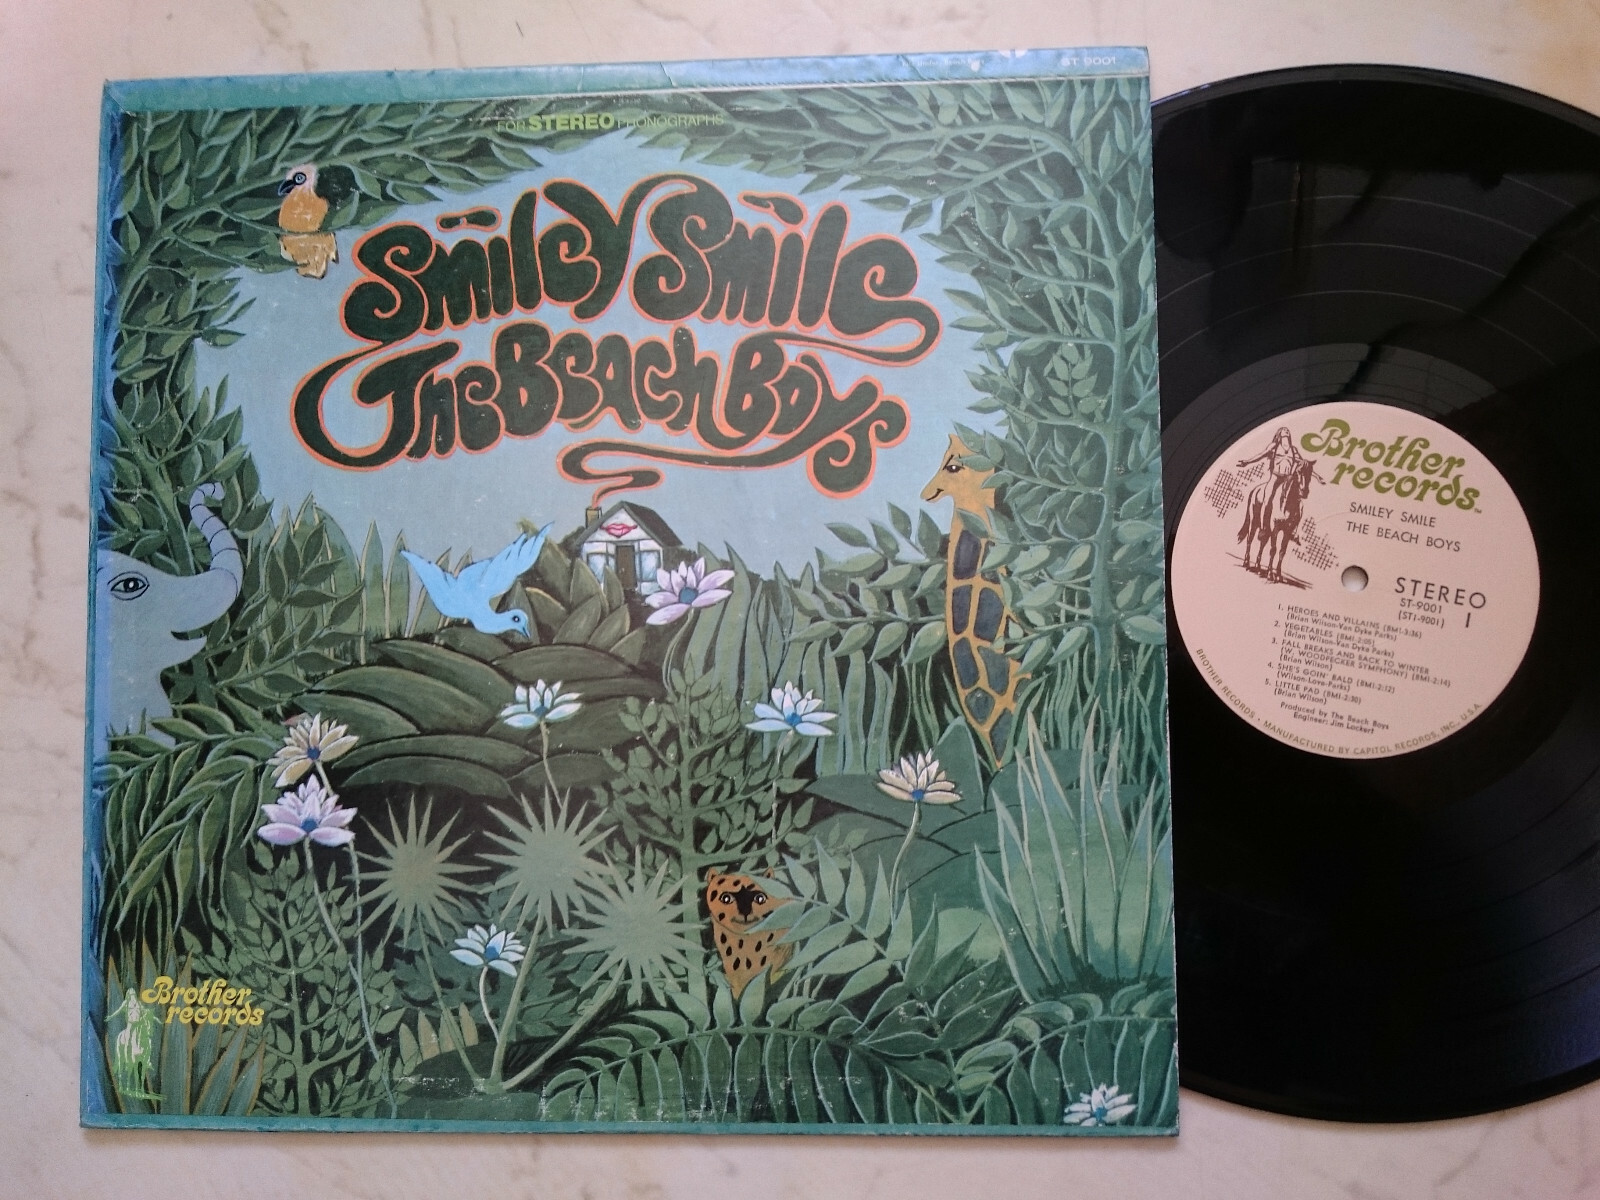 ST 9001
FOR STEREO PHONOGRAPHS
Smiley Smile
The Beach Boys
Brother
records
Brother
records™
SMILEY SMILE
THE BEACH BOYS
STEREO
ST-9001
(ST1-9001) 1
1. HEROES AND VILLAINS (BMI-3:36)
(Brian Wilson-Van Dyke Parks)
2. VEGETABLES (BMI-2:05)
(Brian Wilson-Van Dyke Parks)
3. FALL BREAKS AND BACK TO WINTER
(W. WOODPECKER SYMPHONY) (BMI-2:14)
(Brian Wilson)
4. SHE'S GOIN' BALD (BMI-2:12)
(Wilson-Love-Parks)
5. LITTLE PAD (BMI-2:30)
(Brian Wilson)
Produced by The Beach Boys
Engineer: Jim Lockert
BROTHER RECORDS • MANUFACTURED BY CAPITOL RECORDS, INC., U.S.A.